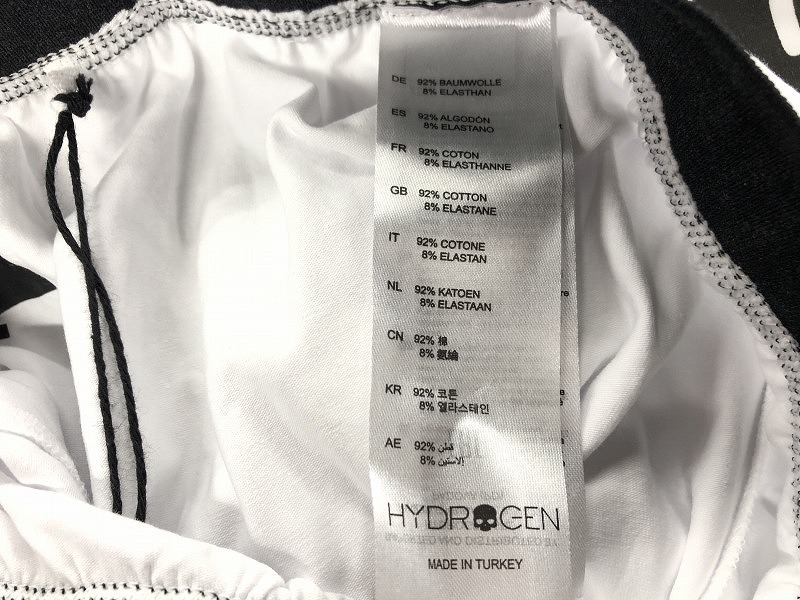 DE 92% BAUMWOLLE
8% ELASTHAN
ES 92% ALGODÓN
8% ELASTANO
FR 92% COTON
8% ELASTHANNE
GB 92% COTTON
8% ELASTANE
IT 92% COTONE
8% ELASTAN
NL 92% KATOEN
8% ELASTAAN
CN 92% 棉
8% 氨綸
KR 92% 코튼
8% 엘라스테인
AE 92% قطن
8% إلاستين
HYDROGEN
MADE IN TURKEY